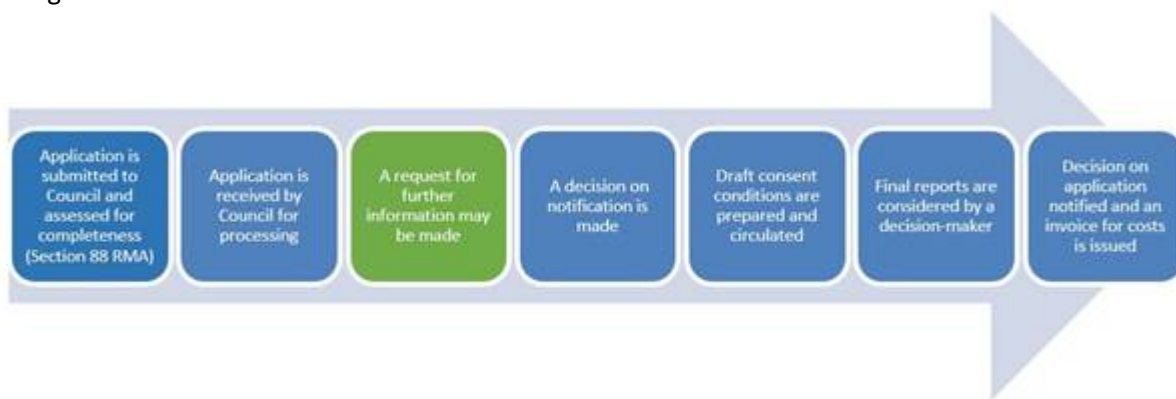 Application is
submitted to
Council and
assessed for
completeness
(Section 88 RMA)
Application is
received by
Council for
processing
A request for
further
information may
be made
A decision on
notification is
made
Draft consent
conditions are
prepared and
circulated
Final reports are
considered by a
decision-maker
Decision on
application
notified and an
invoice for costs
is issued